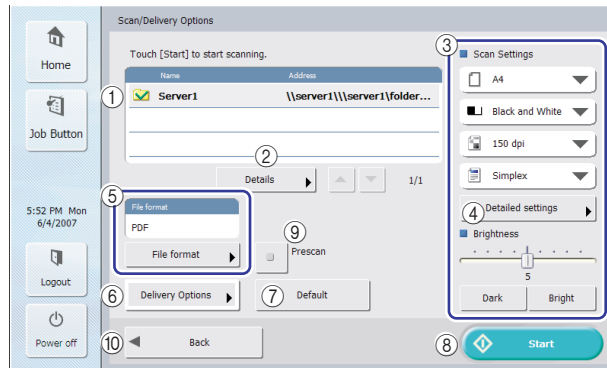 Scan/Delivery Options
Home
Job Button
5:52 PM Mon
6/4/2007
Logout
Power off
Touch [Start] to start scanning.
Name Address
① Server1 \\server1\\\server1\folder...
② Details 1/1
⑤ File format
PDF
File format
⑨ Prescan
⑥ Delivery Options
⑦ Default
⑩ Back
③ Scan Settings
A4
Black and White
150 dpi
Simplex
④ Detailed settings
Brightness
5
Dark Bright
⑧ Start